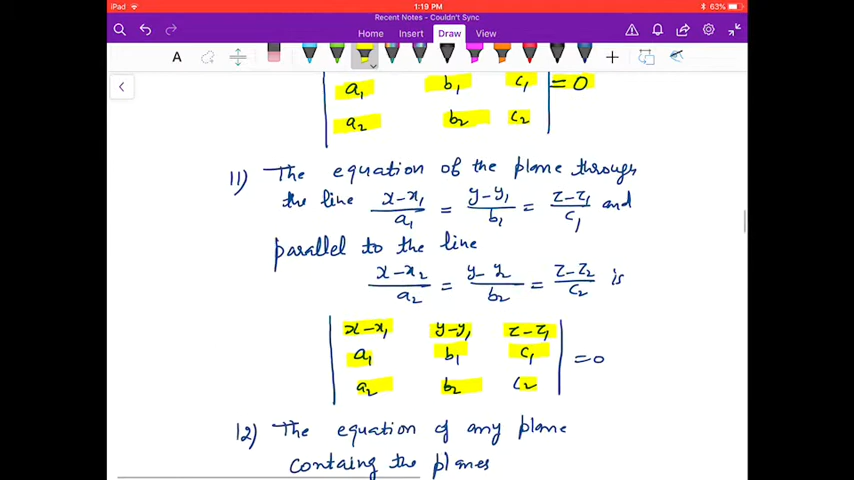 iPad 1:19 PM 63%
Recent Notes - Couldn't Sync
Home Insert Draw View
A
a₁ b₁ c₁ = 0
a₂ b₂ c₂
11) The equation of the plane through
the line x-x₁/a₁ = y-y₁/b₁ = z-z₁/c₁ and
parallel to the line
x-x₂/a₂ = y-y₂/b₂ = z-z₂/c₂ is
x-x₁ y-y₁ z-z₁
a₁ b₁ c₁ = 0
a₂ b₂ c₂
12) The equation of any plane
containg the planes